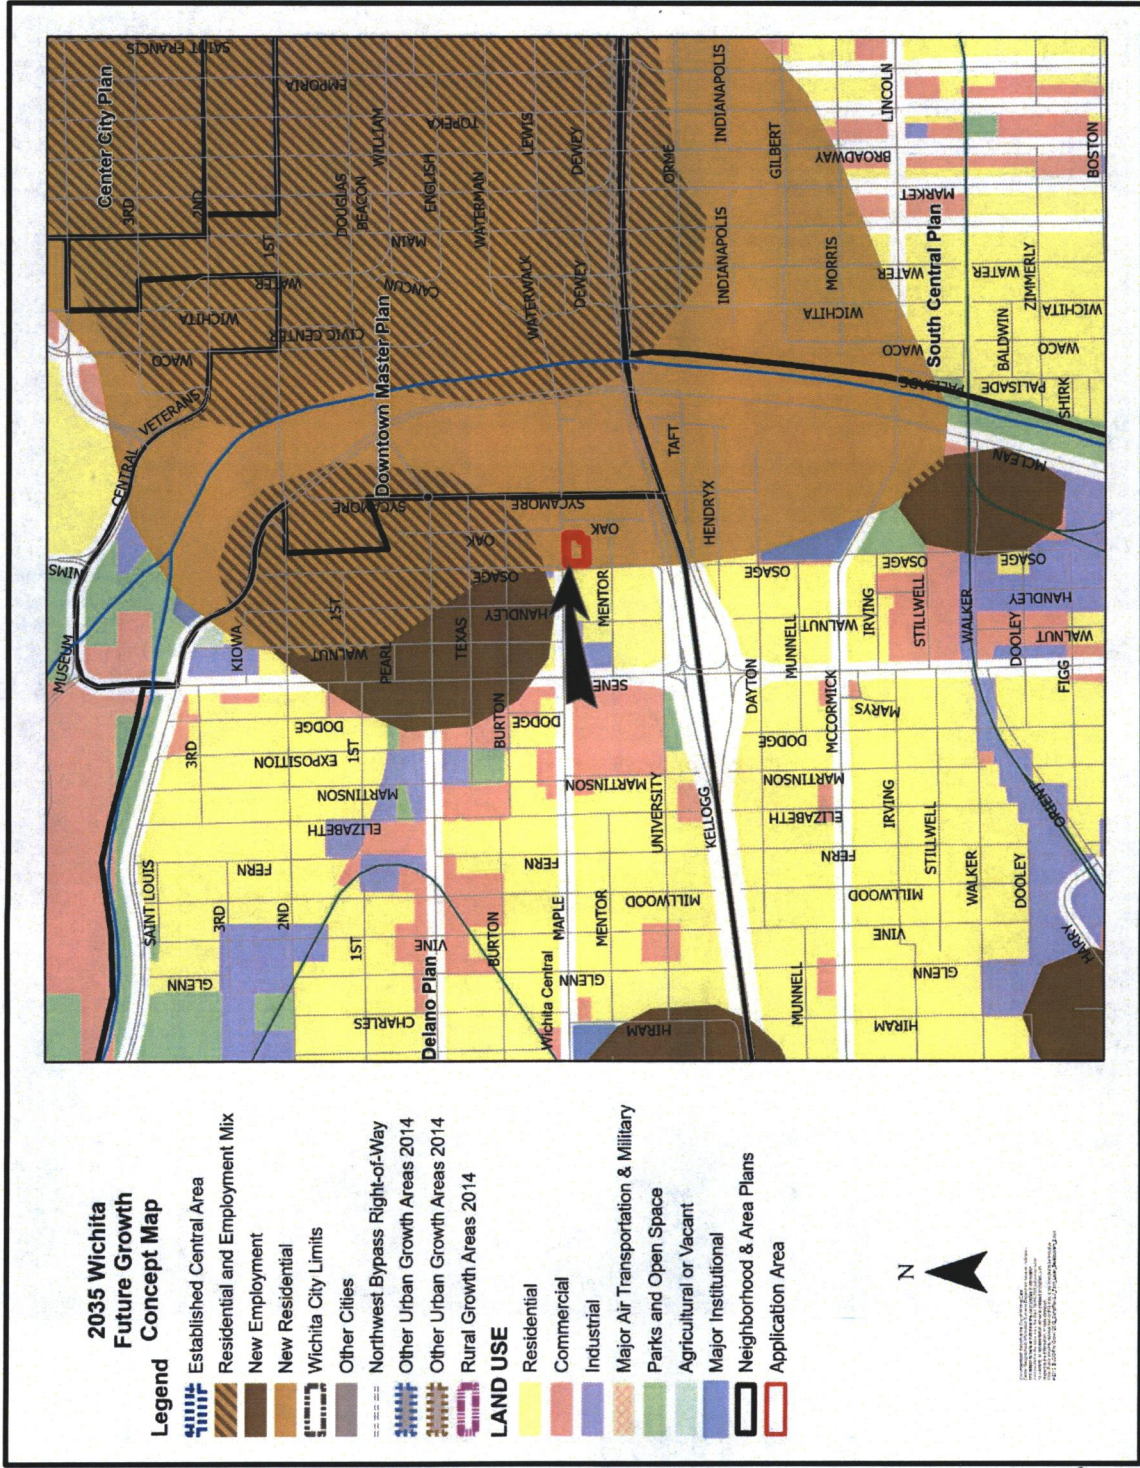 2035 Wichita
Future Growth
Concept Map
Legend
Established Central Area
Residential and Employment Mix
New Employment
New Residential
Wichita City Limits
Other Cities
Northwest Bypass Right-of-Way
Other Urban Growth Areas 2014
Other Urban Growth Areas 2014
Rural Growth Areas 2014
LAND USE
Residential
Commercial
Industrial
Major Air Transportation & Military
Parks and Open Space
Agricultural or Vacant
Major Institutional
Neighborhood & Area Plans
Application Area
N
MUSEUM
NIMS
CENTRAL
VETERANS
SAINT FRANCIS
Center City Plan
3RD
2ND
SAINT LOUIS
3RD
KIOWA
WACO
WICHITA
1ST
WATER
EMPORIA
GLENN
3RD
2ND
FERN
EXPOSITION
DODGE
1ST
WALNUT
CIVIC CENTER
DOUGLAS
BEACON
WILLIAM
CHARLES
1ST
ELIZABETH
MARTINSON
1ST
PEARL
SYCAMORE
Downtown Master Plan
CANCUN
MAIN
ENGLISH
TOPEKA
Delano Plan
VINE
TEXAS
OAK
WATERMAN
BURTON
BURTON
DODGE
HANDLEY
OSAGE
SYCAMORE
WATERWALK
LEWIS
Wichita Central
MAPLE
FERN
DEWEY
DEWEY
GLENN
MENTOR
MARTINSON
SENE
MENTOR
OAK
HIRAM
MILLWOOD
UNIVERSITY
ORME
KELLOGG
TAFT
HENDRYX
INDIANAPOLIS
INDIANAPOLIS
DAYTON
OSAGE
GILBERT
MUNNELL
ELIZABETH
MARTINSON
DODGE
MUNNELL
WALNUT
MORRIS
WICHITA
BROADWAY
FERN
MCCORMICK
IRVING
LINCOLN
HIRAM
MILLWOOD
VINE
IRVING
MARYS
OSAGE
WACO
WATER
MARKET
GLENN
STILLWELL
STILLWELL
PALISADE
South Central Plan
WALKER
WALKER
DOOLEY
DOOLEY
HANDLEY
OSAGE
MCLEAN
PALISADE
BALDWIN
WATER
ZIMMERLY
ORIENT
FIGG
WALNUT
SHIRK
WACO
WICHITA
BOSTON
HARRY